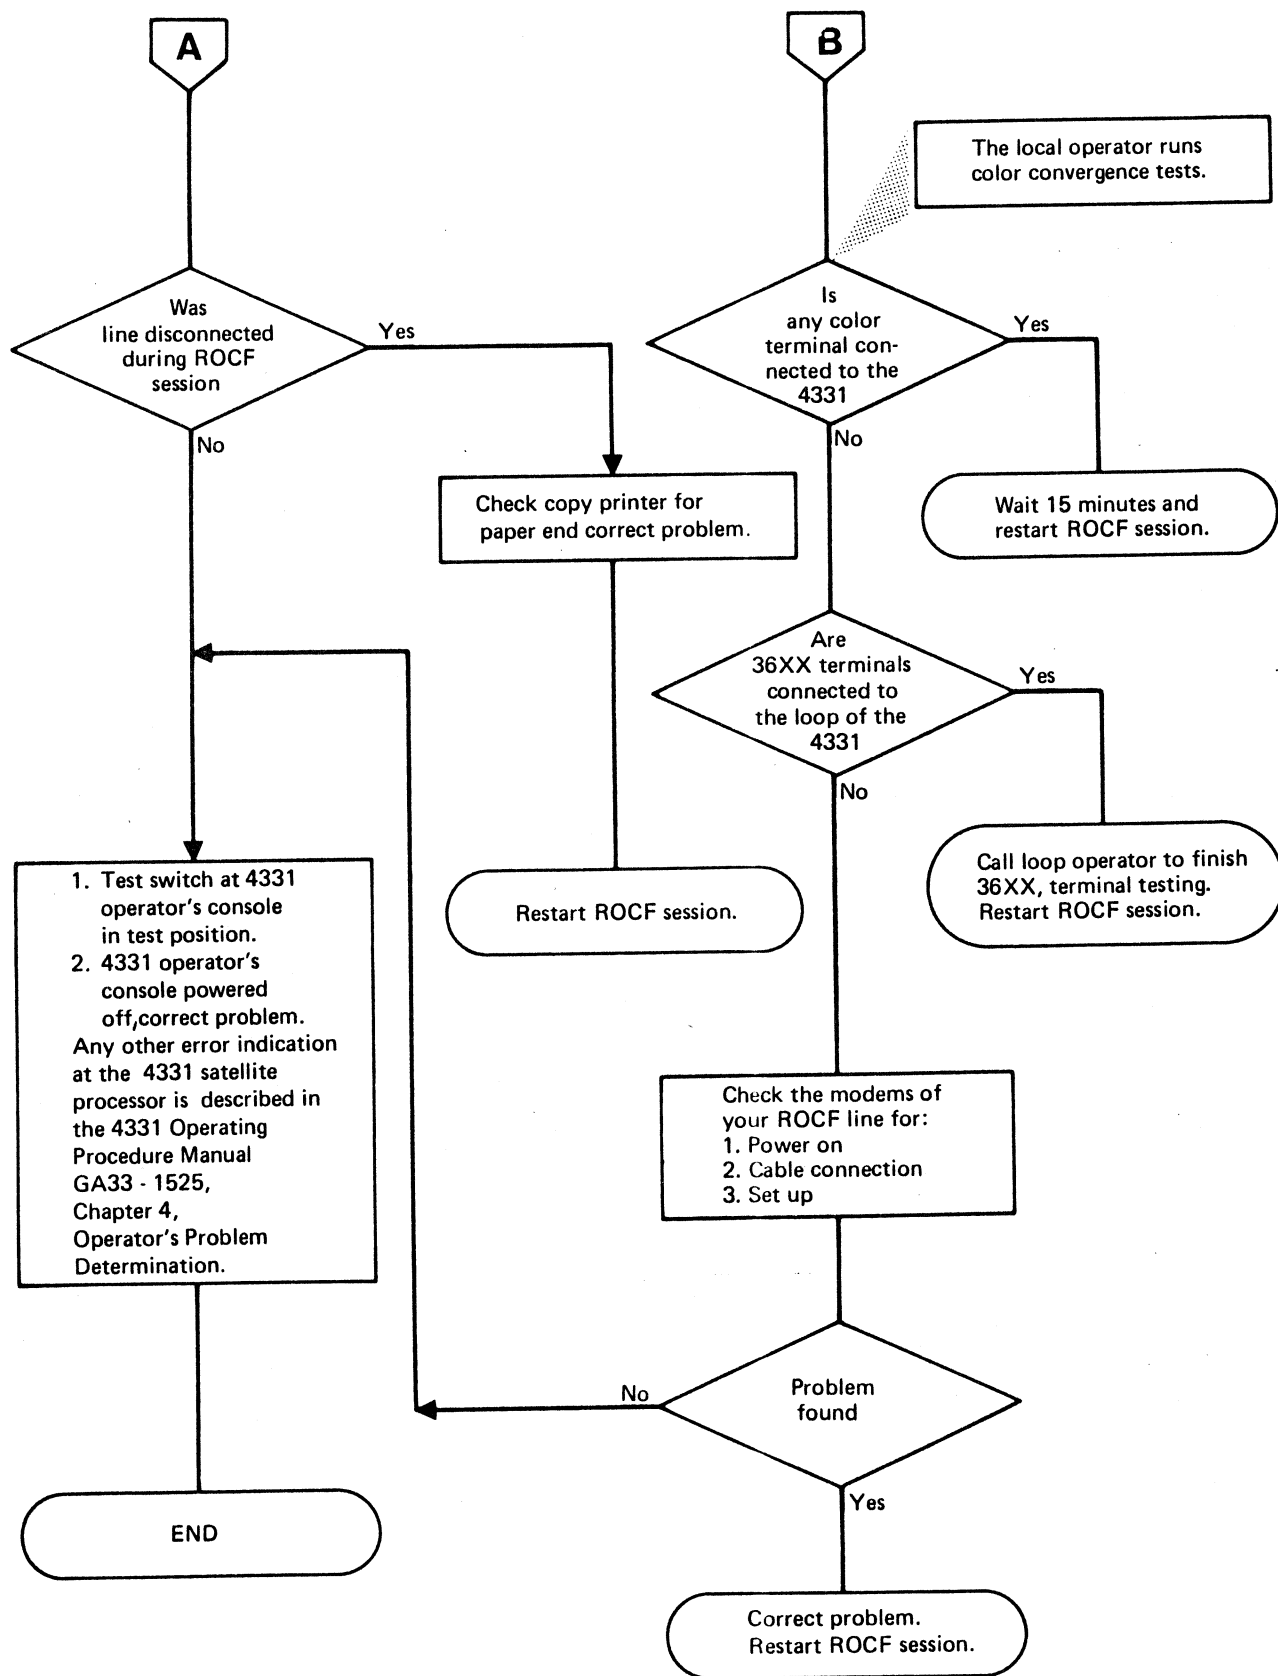 A
Was
line disconnected
during ROCF
session
Yes
No
Check copy printer for
paper end correct problem.
Restart ROCF session.
1. Test switch at 4331
operator's console
in test position.
2. 4331 operator's
console powered
off,correct problem.
Any other error indication
at the 4331 satellite
processor is described in
the 4331 Operating
Procedure Manual
GA33 - 1525,
Chapter 4,
Operator's Problem
Determination.
END
B
The local operator runs
color convergence tests.
Is
any color
terminal con-
nected to the
4331
Yes
No
Wait 15 minutes and
restart ROCF session.
Are
36XX terminals
connected to
the loop of the
4331
Yes
No
Call loop operator to finish
36XX, terminal testing.
Restart ROCF session.
Check the modems of
your ROCF line for:
1. Power on
2. Cable connection
3. Set up
Problem
found
No
Yes
Correct problem.
Restart ROCF session.